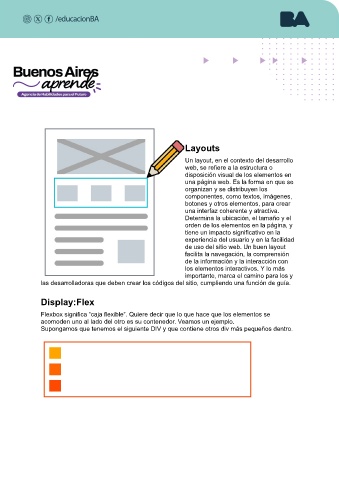 /educacionBA
BA
Buenos Aires
aprende
Agencia de Habilidades para el Futuro
Layouts
Un layout, en el contexto del desarrollo
web, se refiere a la estructura o
disposición visual de los elementos en
una página web. Es la forma en que se
organizan y se distribuyen los
componentes, como textos, imágenes,
botones y otros elementos, para crear
una interfaz coherente y atractiva.
Determina la ubicación, el tamaño y el
orden de los elementos en la página, y
tiene un impacto significativo en la
experiencia del usuario y en la facilidad
de uso del sitio web. Un buen layout
facilita la navegación, la comprensión
de la información y la interacción con
los elementos interactivos. Y lo más
importante, marca el camino para los y
las desarrolladoras que deben crear los códigos del sitio, cumpliendo una función de guía.
Display:Flex
Flexbox significa “caja flexible”. Quiere decir que lo que hace que los elementos se
acomoden uno al lado del otro es su contenedor. Veamos un ejemplo.
Supongamos que tenemos el siguiente DIV y que contiene otros div más pequeños dentro.